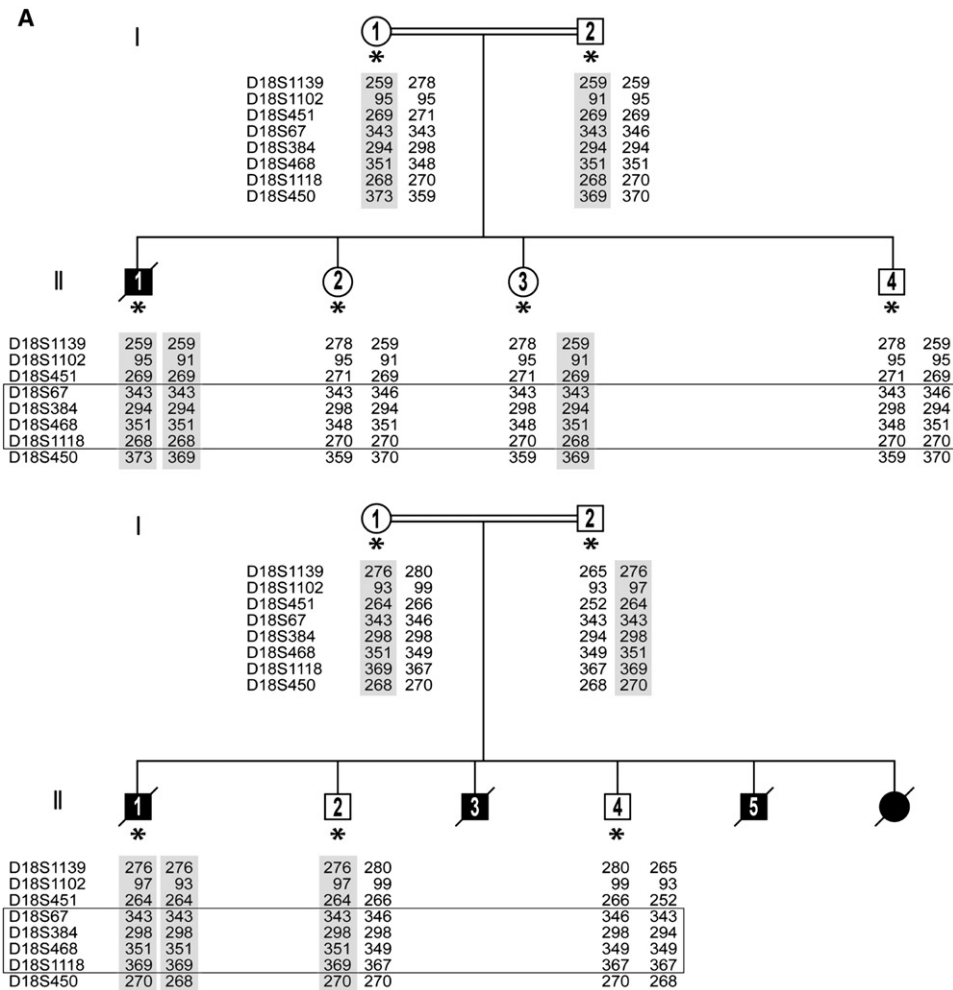 A
I
1 2
* *
D18S1139 259 278 259 259
D18S1102 95 95 91 95
D18S451 269 271 269 269
D18S67 343 343 343 346
D18S384 294 298 294 294
D18S468 351 348 351 351
D18S1118 268 270 268 270
D18S450 373 359 369 370
II
1 2 3 4
* * * *
D18S1139 259 259 278 259 278 259 278 259
D18S1102 95 91 95 91 95 91 95 95
D18S451 269 269 271 269 271 269 271 269
D18S67 343 343 343 346 343 343 343 346
D18S384 294 294 298 294 298 294 298 294
D18S468 351 351 348 351 348 351 348 351
D18S1118 268 268 270 270 270 268 270 270
D18S450 373 369 359 370 359 369 359 370
I
1 2
* *
D18S1139 276 280 265 276
D18S1102 93 99 93 97
D18S451 264 266 252 264
D18S67 343 346 343 343
D18S384 298 298 294 298
D18S468 351 349 349 351
D18S1118 369 367 367 369
D18S450 268 270 268 270
II
1 2 3 4 5
* * *
D18S1139 276 276 276 280 280 265
D18S1102 97 93 97 99 99 93
D18S451 264 264 264 266 266 252
D18S67 343 343 343 346 346 343
D18S384 298 298 298 298 298 294
D18S468 351 351 351 349 349 349
D18S1118 369 369 369 367 367 367
D18S450 270 268 270 270 270 268